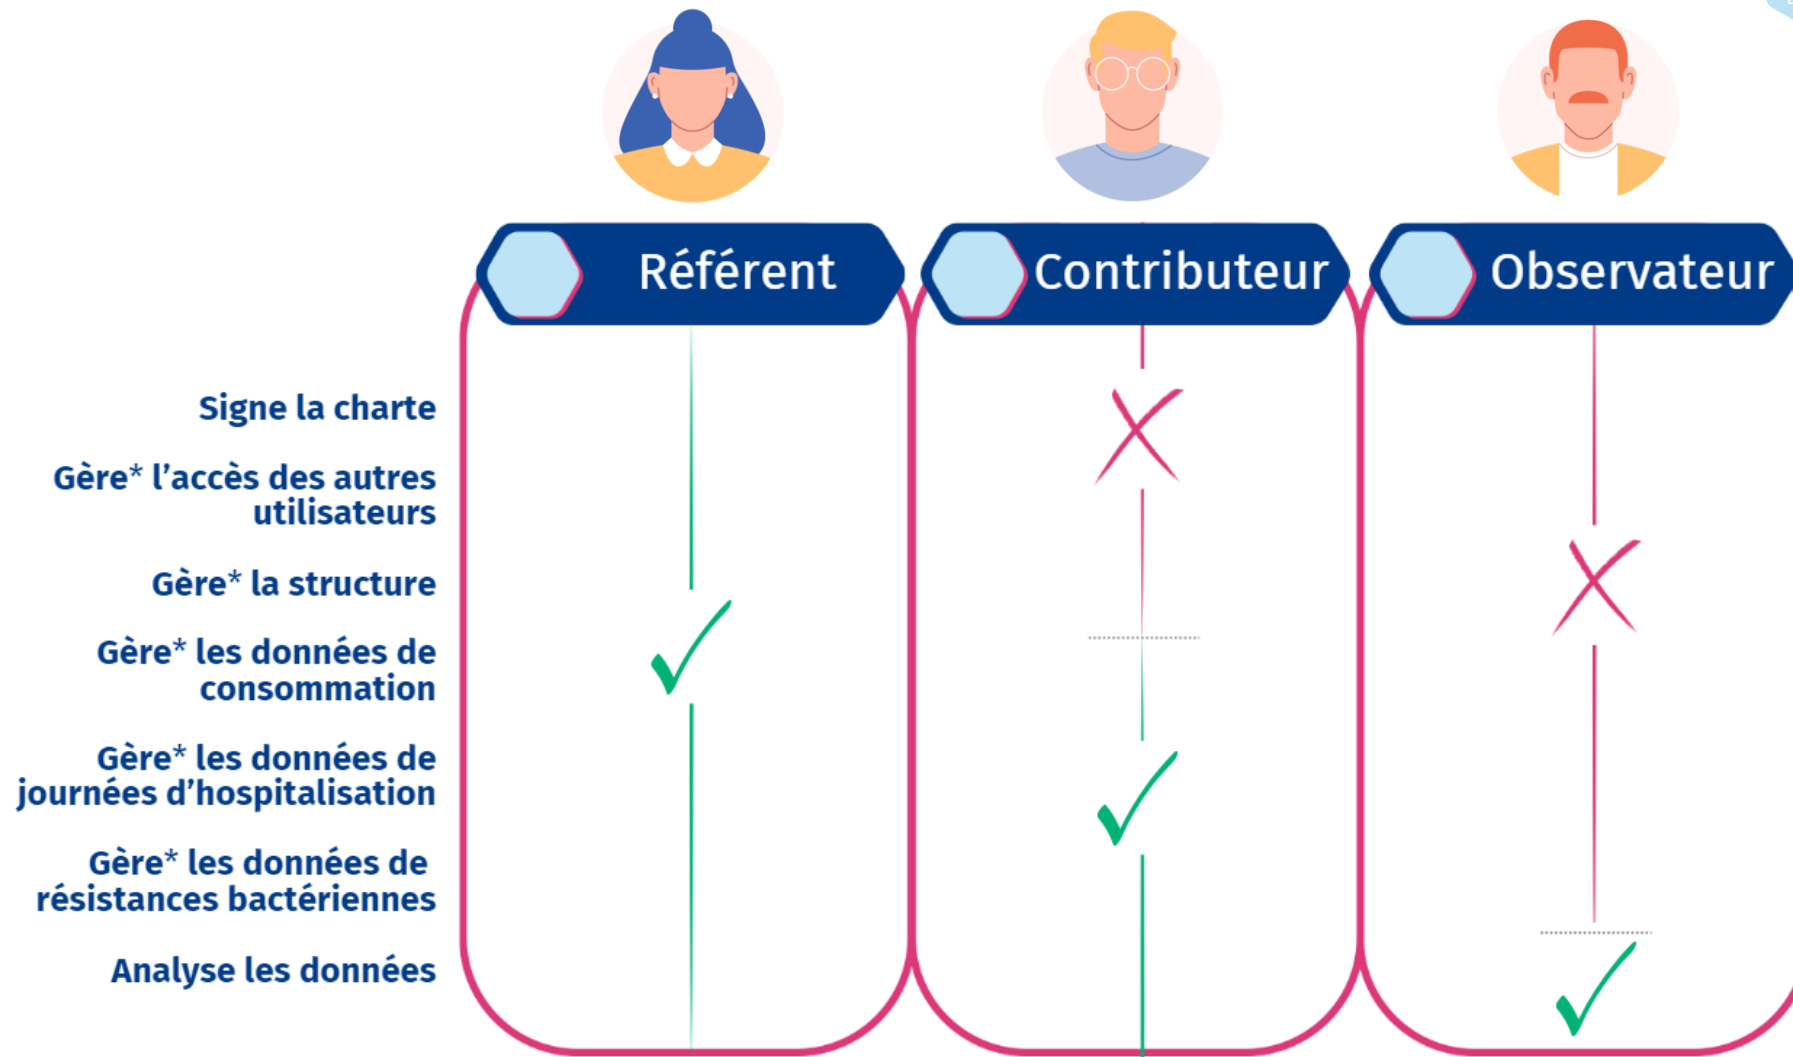 Référent
Contributeur
Observateur
Signe la charte
Gère* l’accès des autres
utilisateurs
Gère* la structure
Gère* les données de
consommation
Gère* les données de
journées d’hospitalisation
Gère* les données de
résistances bactériennes
Analyse les données